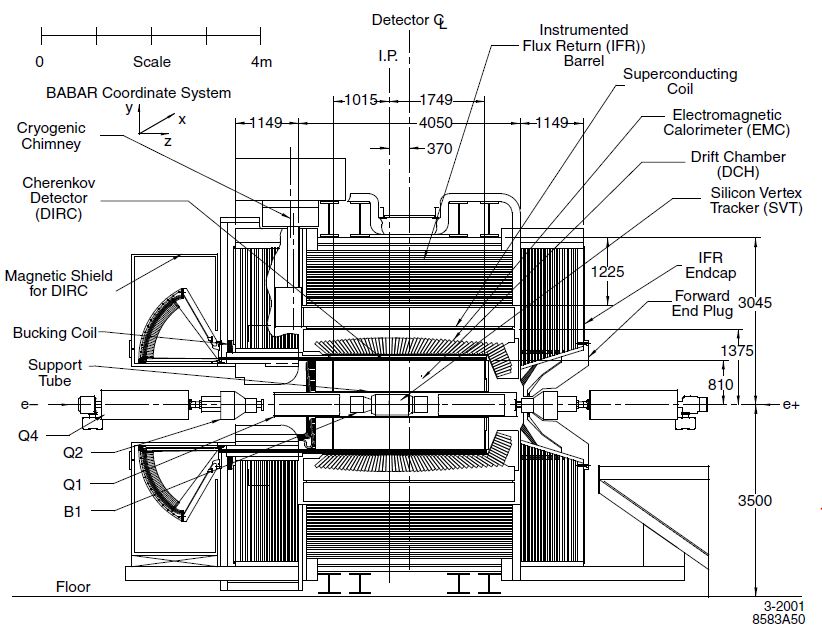 Detector ℄
I.P.
0
Scale
4m
BABAR Coordinate System
y
x
z
Instrumented
Flux Return (IFR))
Barrel
Superconducting
Coil
Electromagnetic
Calorimeter (EMC)
Drift Chamber
(DCH)
Silicon Vertex
Tracker (SVT)
IFR
Endcap
Forward
End Plug
Cryogenic
Chimney
Cherenkov
Detector
(DIRC)
Magnetic Shield
for DIRC
Bucking Coil
Support
Tube
e–
Q4
Q2
Q1
B1
Floor
1015
1749
1149
4050
1149
370
1225
3045
1375
810
e+
3500
3-2001
8583A50